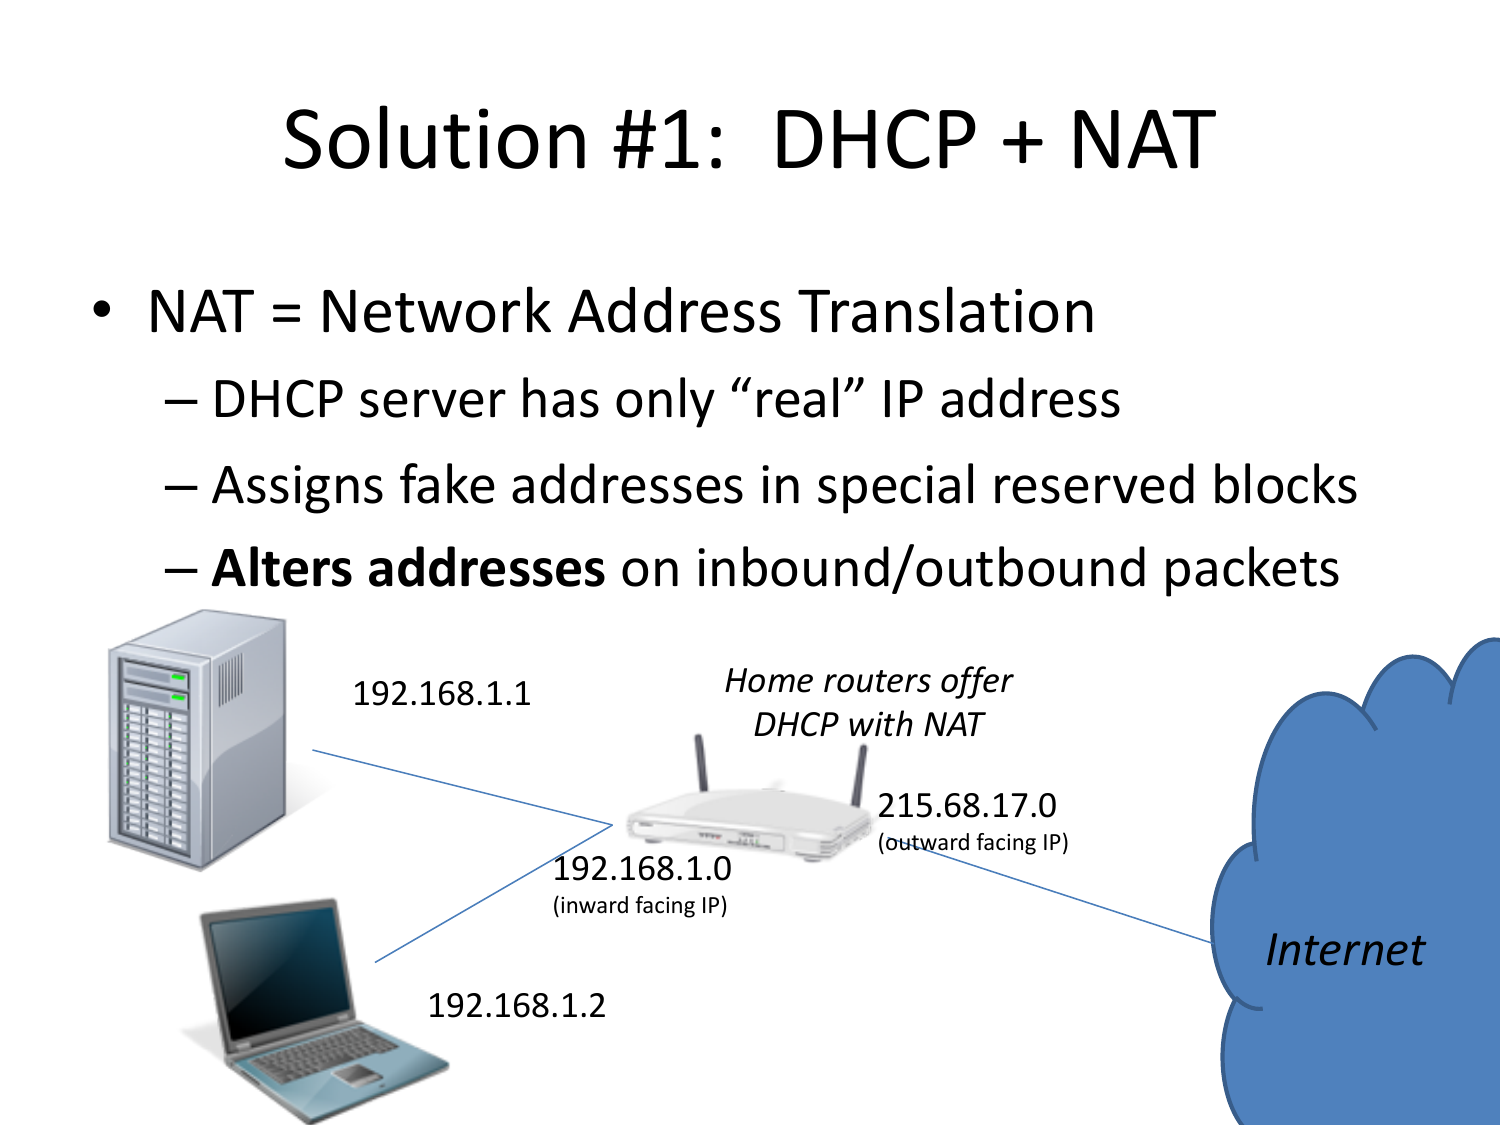 Solution #1:  DHCP + NAT
• NAT = Network Address Translation
– DHCP server has only “real” IP address
– Assigns fake addresses in special reserved blocks
– Alters addresses on inbound/outbound packets
192.168.1.1
Home routers offer
DHCP with NAT
215.68.17.0
(outward facing IP)
192.168.1.0
(inward facing IP)
Internet
192.168.1.2